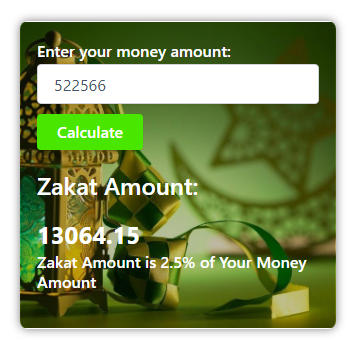 Enter your money amount:
522566
Calculate
Zakat Amount:
13064.15
Zakat Amount is 2.5% of Your Money
Amount